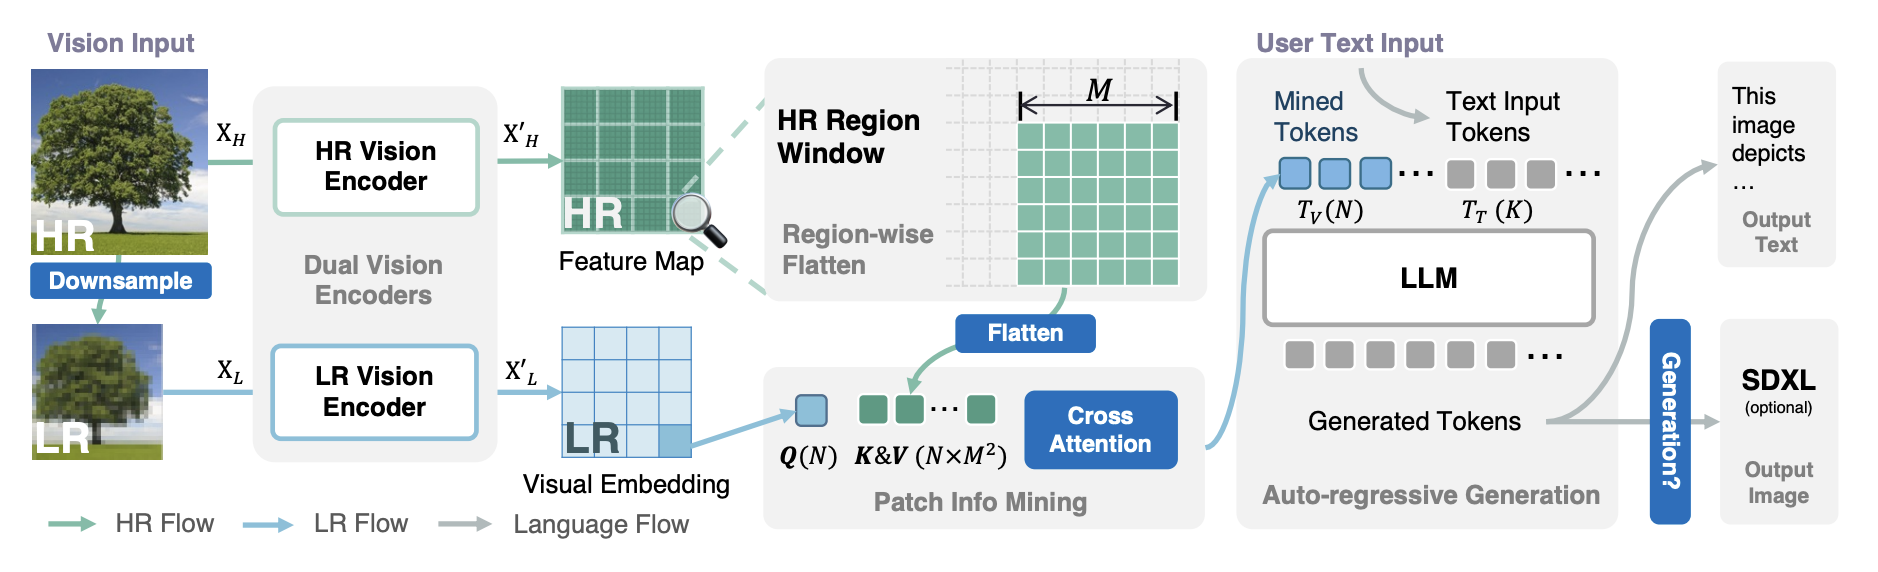 Vision Input
HR
Downsample
LR
X_H
X_L
HR Vision
Encoder
Dual Vision
Encoders
LR Vision
Encoder
X′_H
X′_L
HR
Feature Map
LR
Visual Embedding
HR Flow
LR Flow
Language Flow
HR Region
Window
Region-wise
Flatten
M
Flatten
Q(N)
K&V (N×M²)
Cross
Attention
Patch Info Mining
User Text Input
Mined
Tokens
···
T_V(N)
Text Input
Tokens
···
T_T (K)
LLM
···
Generated Tokens
Auto-regressive Generation
This
image
depicts
...
Output
Text
Generation?
SDXL
(optional)
Output
Image
···